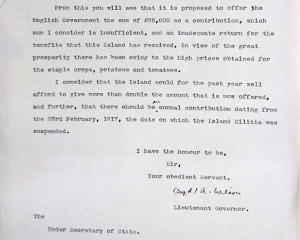 From this you will see that it is proposed to offer the
English Government the sum of £25,000 as a contribution, which
sum I consider is insufficient, and an inadequate return for the
benefits that this Island has received, in view of the great
prosperity there has been owing to the high prices obtained for
the staple crops, potatoes and tomatoes.
I consider that the Island could for the past year well
afford to give more than double the amount that is now offered,
and further, that there should be an annual contribution dating from
the 23rd February, 1917, the date on which the Island Militia was
suspended.
I have the honour to be,
Sir,
Your obedient Servant,
A. Wilson
Lieutenant Governor.
The
Under Secretary of State.